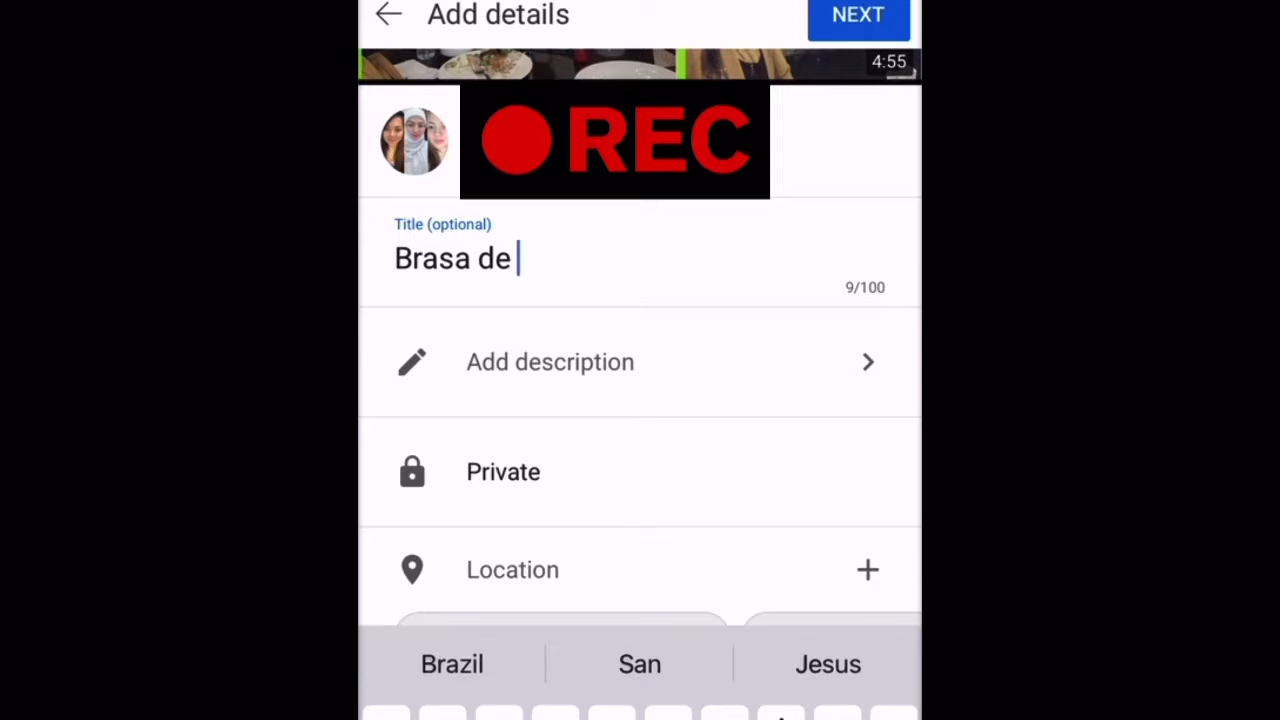 Add details
NEXT
4:55
REC
Title (optional)
Brasa de
9/100
Add description
Private
Location
Brazil
San
Jesus